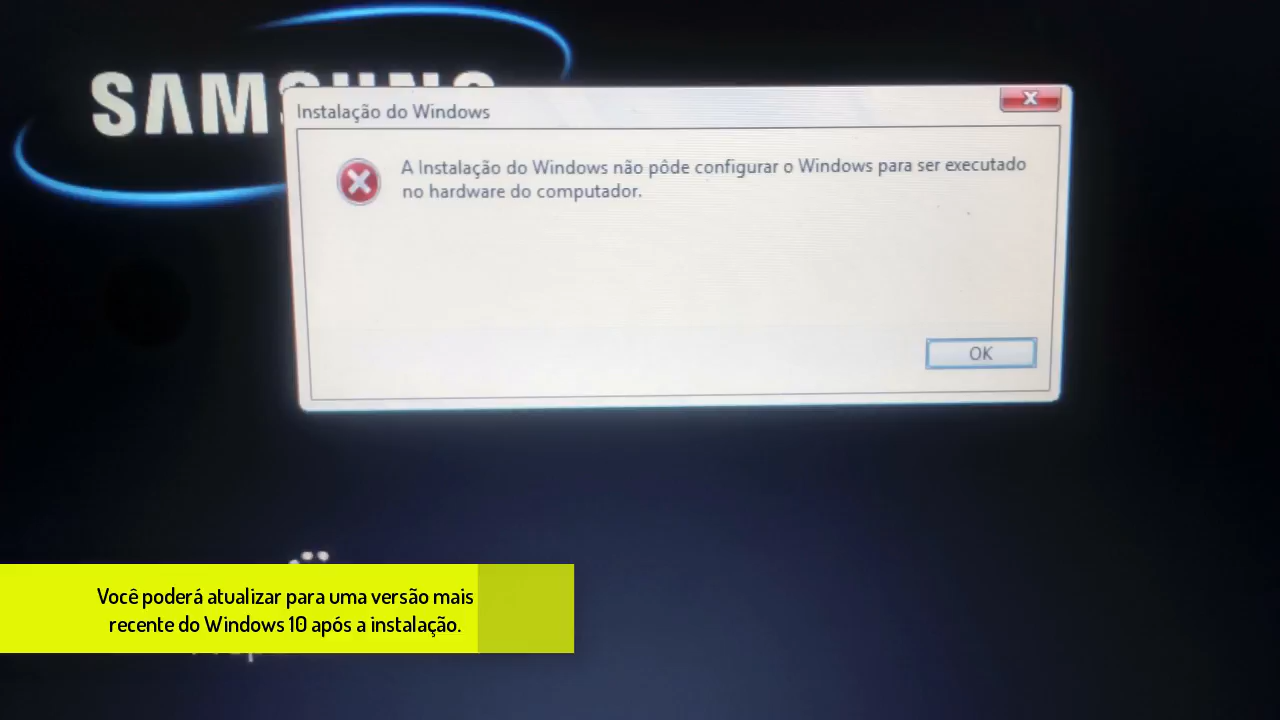 SAMSUNG
Instalação do Windows
A Instalação do Windows não pôde configurar o Windows para ser executado
no hardware do computador.
OK
Você poderá atualizar para uma versão mais
recente do Windows 10 após a instalação.